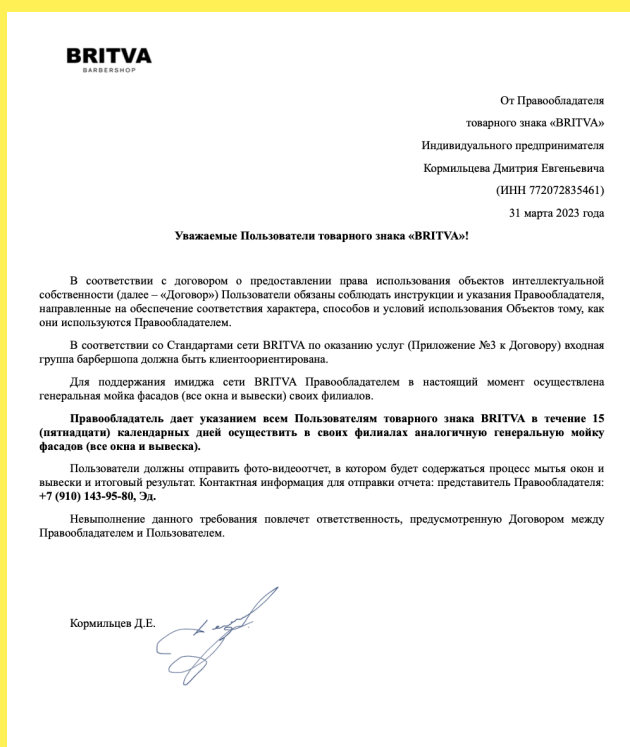 BRITVA
BARBERSHOP
От Правообладателя
товарного знака «BRITVA»
Индивидуального предпринимателя
Кормильцева Дмитрия Евгеньевича
(ИНН 772072835461)
31 марта 2023 года
Уважаемые Пользователи товарного знака «BRITVA»!
В соответствии с договором о предоставлении права использования объектов интеллектуальной
собственности (далее – «Договор») Пользователи обязаны соблюдать инструкции и указания Правообладателя,
направленные на обеспечение соответствия характера, способов и условий использования Объектов тому, как
они используются Правообладателем.
В соответствии со Стандартами сети BRITVA по оказанию услуг (Приложение №3 к Договору) входная
группа барбершопа должна быть клиентоориентирована.
Для поддержания имиджа сети BRITVA Правообладателем в настоящий момент осуществлена
генеральная мойка фасадов (все окна и вывески) своих филиалов.
Правообладатель дает указанием всем Пользователям товарного знака BRITVA в течение 15
(пятнадцати) календарных дней осуществить в своих филиалах аналогичную генеральную мойку
фасадов (все окна и вывеска).
Пользователи должны отправить фото-видеоотчет, в котором будет содержаться процесс мытья окон и
вывески и итоговый результат. Контактная информация для отправки отчета: представитель Правообладателя:
+7 (910) 143-95-80, Эд.
Невыполнение данного требования повлечет ответственность, предусмотренную Договором между
Правообладателем и Пользователем.
Кормильцев Д.Е.